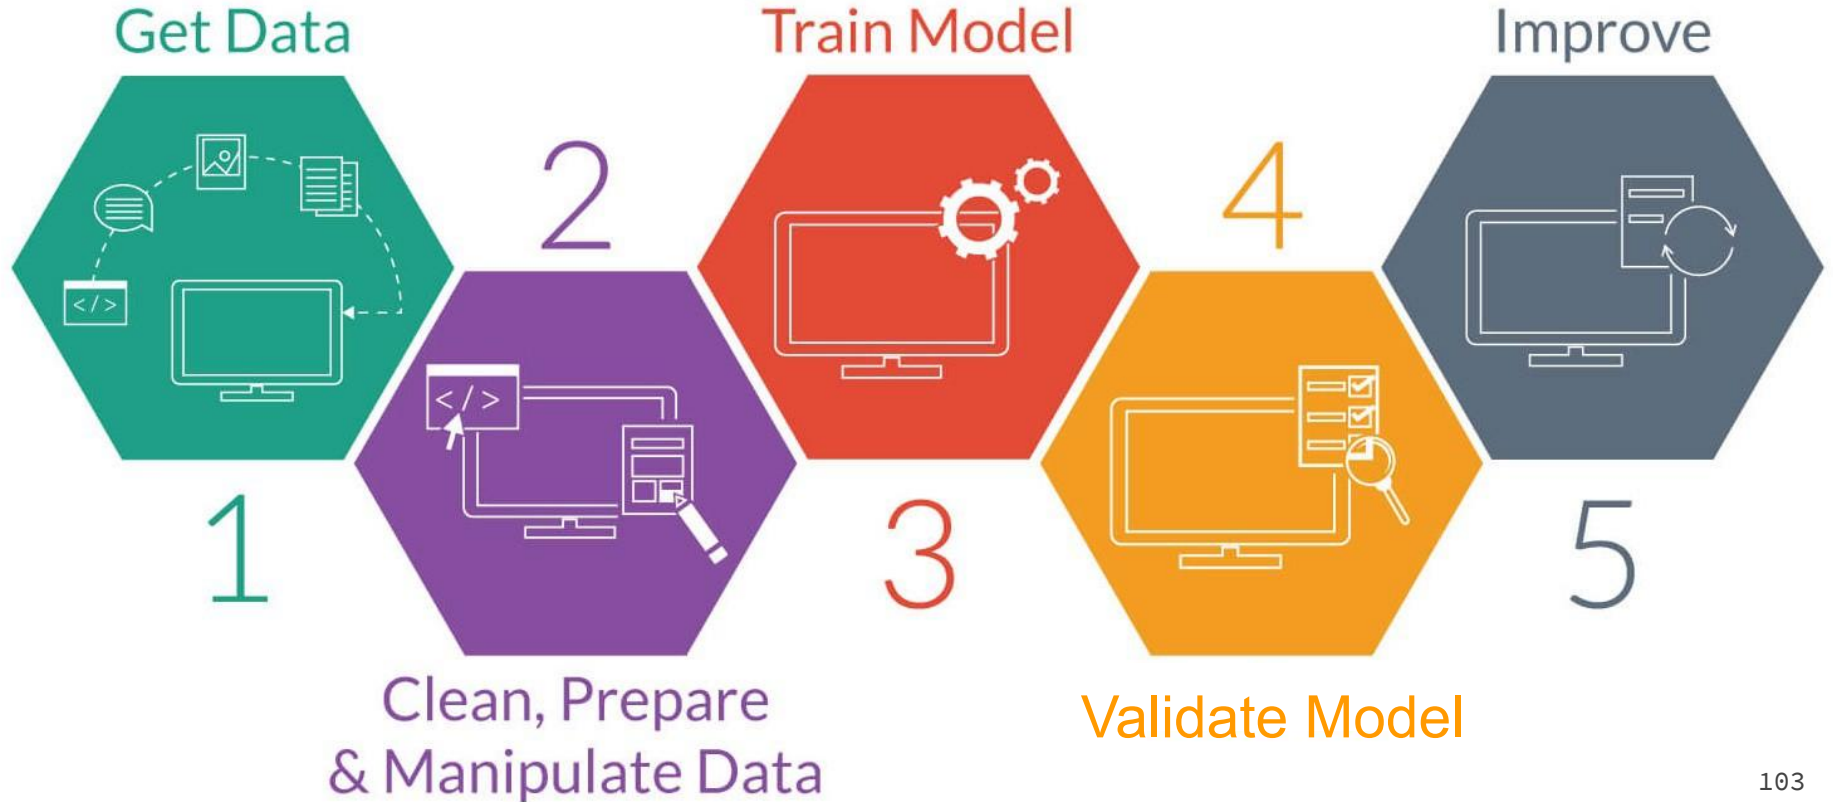 Get Data
Train Model
Improve
2
4
</>
</>
1
3
5
Clean, Prepare
& Manipulate Data
Validate Model
103